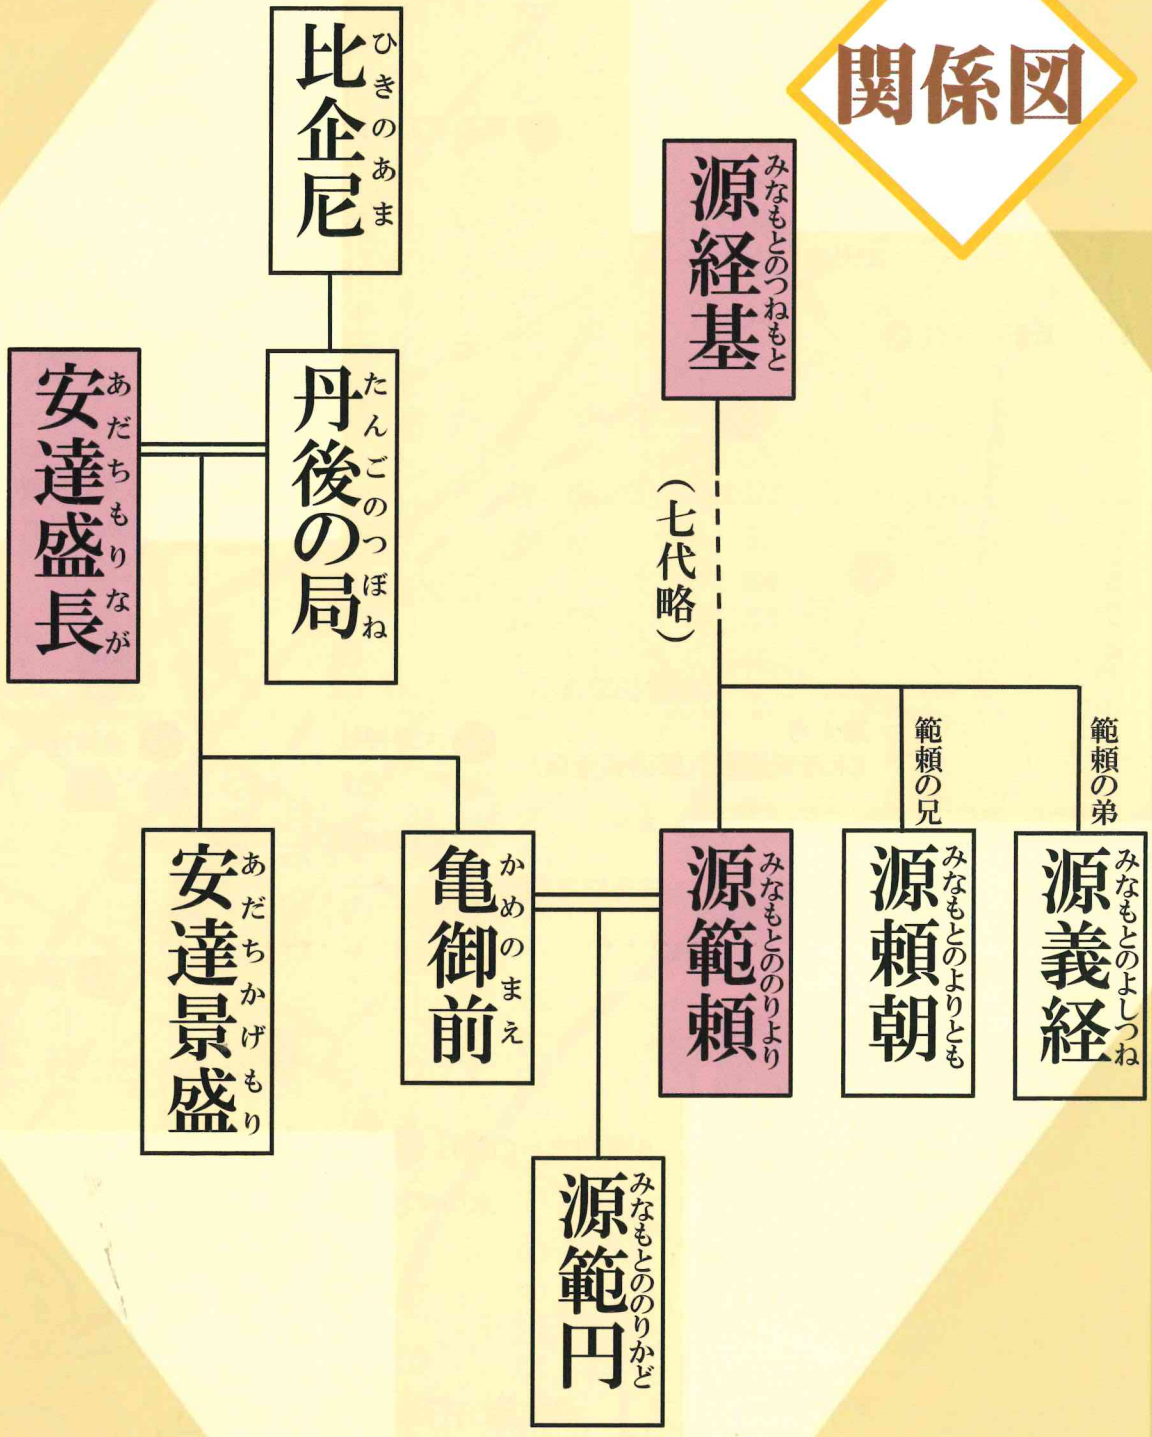 関係図
源経基
みなもとのつねもと
（七代略）
範頼の弟
源義経
みなもとのよしつね
範頼の兄
源頼朝
みなもとのよりとも
源範頼
みなもとののりより
比企尼
ひきのあま
丹後の局
たんごのつぼね
安達盛長
あだちもりなが
亀御前
かめのまえ
安達景盛
あだちかげもり
源範円
みなもとののりかど